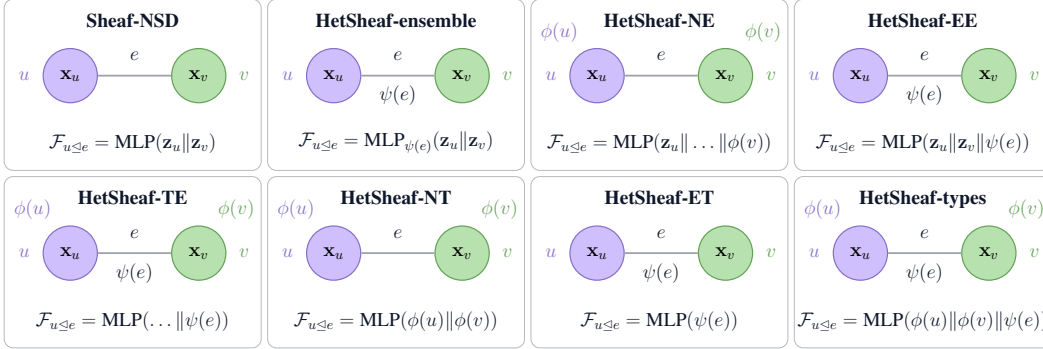 Sheaf-NSD
e
u x_u x_v v
F_{u⊴e} = MLP(z_u‖z_v)
HetSheaf-ensemble
e
u x_u x_v v
ψ(e)
F_{u⊴e} = MLP_{ψ(e)}(z_u‖z_v)
HetSheaf-NE
ϕ(u) ϕ(v)
e
u x_u x_v v
F_{u⊴e} = MLP(z_u‖ … ‖ϕ(v))
HetSheaf-EE
e
u x_u x_v v
ψ(e)
F_{u⊴e} = MLP(z_u‖z_v‖ψ(e))
HetSheaf-TE
ϕ(u) ϕ(v)
e
u x_u x_v v
ψ(e)
F_{u⊴e} = MLP(… ‖ψ(e))
HetSheaf-NT
ϕ(u) ϕ(v)
e
u x_u x_v v
F_{u⊴e} = MLP(ϕ(u)‖ϕ(v))
HetSheaf-ET
e
u x_u x_v v
ψ(e)
F_{u⊴e} = MLP(ψ(e))
HetSheaf-types
ϕ(u) ϕ(v)
e
u x_u x_v v
ψ(e)
F_{u⊴e} = MLP(ϕ(u)‖ϕ(v)‖ψ(e))